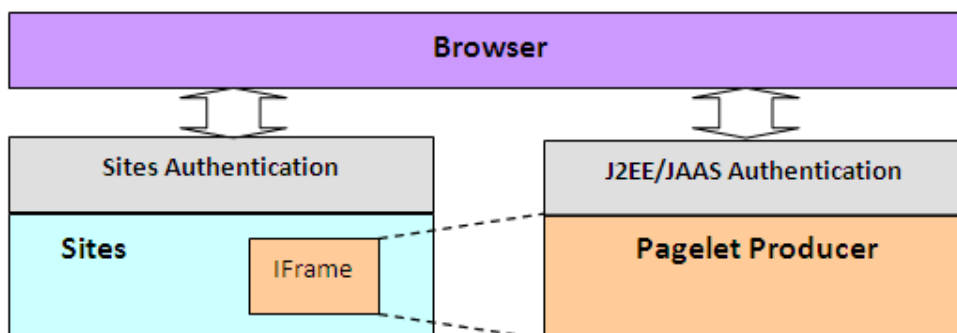 Browser
Sites Authentication
J2EE/JAAS Authentication
Sites
IFrame
Pagelet Producer